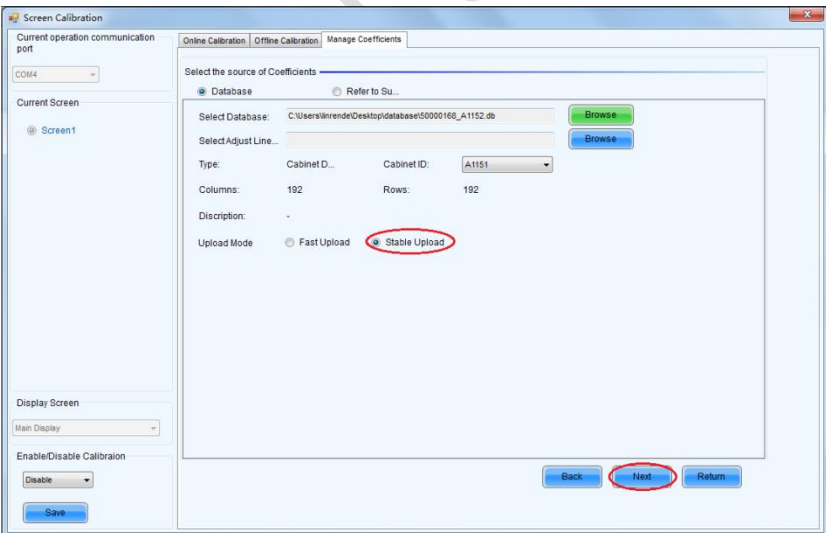 Screen Calibration
Current operation communication
port
COM4
Current Screen
Screen1
Display Screen
Main Display
Enable/Disable Calibraion
Disable
Save
Online Calibration Offline Calibration Manage Coefficients
Select the source of Coefficients
Database Refer to Su...
Select Database: C:\Users\linrende\Desktop\database\50000168_A1152.db Browse
Select Adjust Line... Browse
Type: Cabinet D... Cabinet ID: A1151
Columns: 192 Rows: 192
Discription: -
Upload Mode Fast Upload Stable Upload
Back Next Return